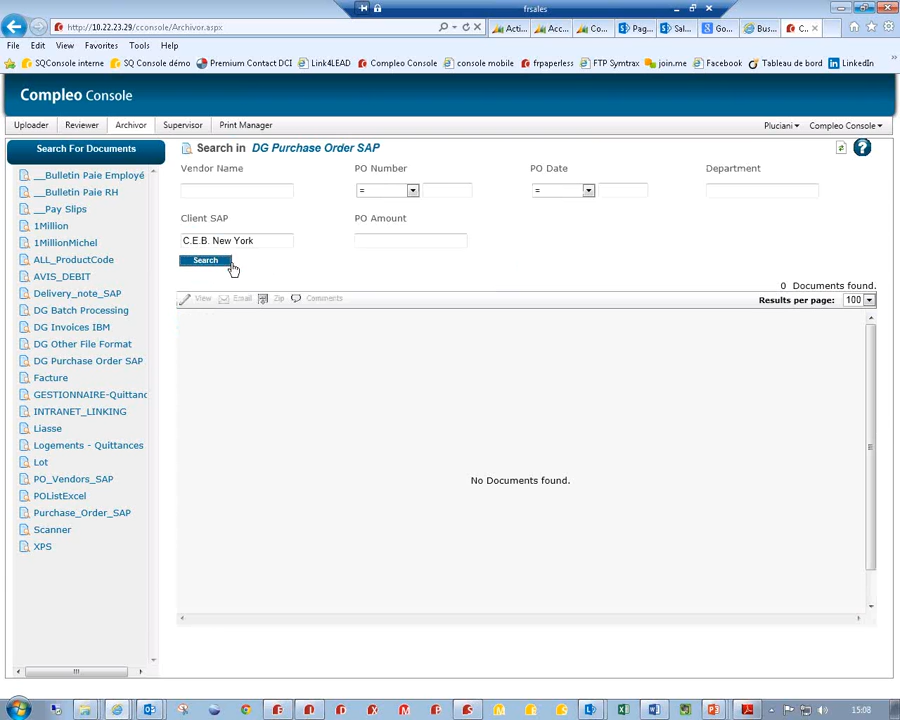 frsales
http://10.22.23.29/cconsole/Archivor.aspx
Acti...
Acc...
Co...
Pag...
Sal...
Go...
Bus...
C...
File Edit View Favorites Tools Help
SQConsole interne
SQ Console démo
Premium Contact DCI
Link4LEAD
Compleo Console
console mobile
frpaperless
FTP Symtrax
join.me
Facebook
Tableau de bord
LinkedIn
Compleo Console
Uploader Reviewer Archivor Supervisor Print Manager
Pluciani Compleo Console
Search For Documents
__Bulletin Paie Employé
__Bulletin Paie RH
__Pay Slips
1Million
1MillionMichel
ALL_ProductCode
AVIS_DEBIT
Delivery_note_SAP
DG Batch Processing
DG Invoices IBM
DG Other File Format
DG Purchase Order SAP
Facture
GESTIONNAIRE-Quittanc
INTRANET_LINKING
Liasse
Logements - Quittances
Lot
PO_Vendors_SAP
POListExcel
Purchase_Order_SAP
Scanner
XPS
Search in DG Purchase Order SAP
Vendor Name PO Number PO Date Department
= =
Client SAP PO Amount
C.E.B. New York
Search
0 Documents found.
View Email Zip Comments
Results per page: 100
No Documents found.
15:08